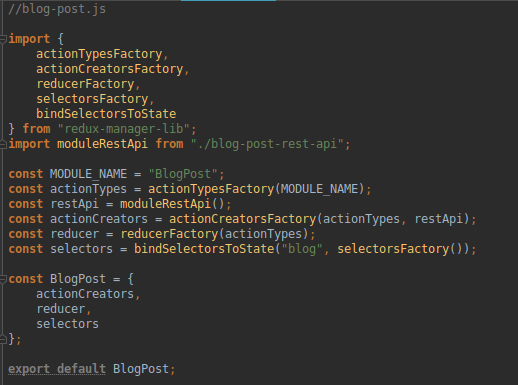 //blog-post.js
import {
    actionTypesFactory,
    actionCreatorsFactory,
    reducerFactory,
    selectorsFactory,
    bindSelectorsToState
} from "redux-manager-lib";
import moduleRestApi from "./blog-post-rest-api";
const MODULE_NAME = "BlogPost";
const actionTypes = actionTypesFactory(MODULE_NAME);
const restApi = moduleRestApi();
const actionCreators = actionCreatorsFactory(actionTypes, restApi);
const reducer = reducerFactory(actionTypes);
const selectors = bindSelectorsToState("blog", selectorsFactory());
const BlogPost = {
    actionCreators,
    reducer,
    selectors
};
export default BlogPost;